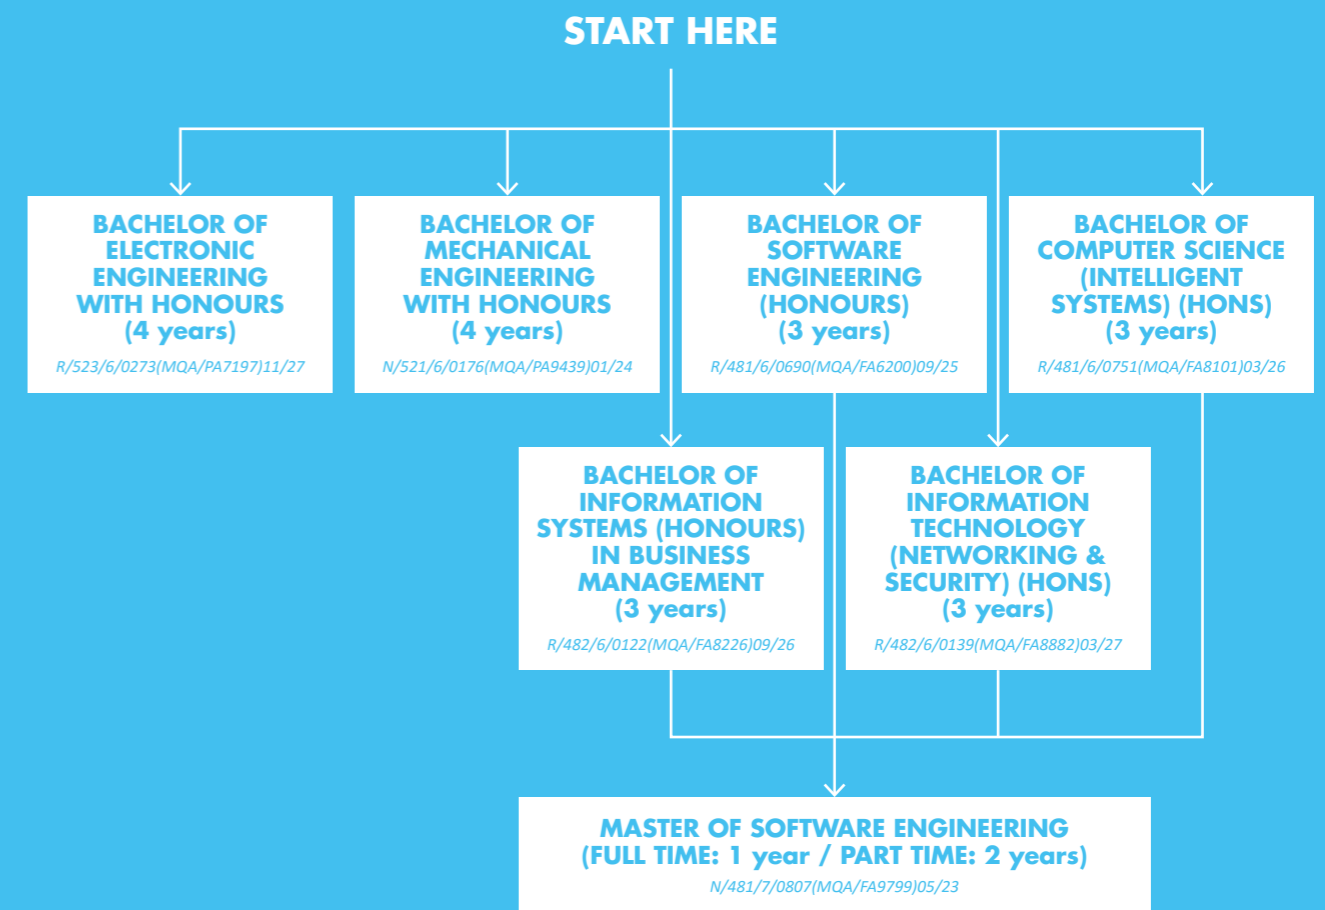 START HERE
BACHELOR OF
ELECTRONIC
ENGINEERING
WITH HONOURS
(4 years)
R/523/6/0273(MQA/PA7197)11/27
BACHELOR OF
MECHANICAL
ENGINEERING
WITH HONOURS
(4 years)
N/521/6/0176(MQA/PA9439)01/24
BACHELOR OF
SOFTWARE
ENGINEERING
(HONOURS)
(3 years)
R/481/6/0690(MQA/FA6200)09/25
BACHELOR OF
COMPUTER SCIENCE
(INTELLIGENT
SYSTEMS) (HONS)
(3 years)
R/481/6/0751(MQA/FA8101)03/26
BACHELOR OF
INFORMATION
SYSTEMS (HONOURS)
IN BUSINESS
MANAGEMENT
(3 years)
R/482/6/0122(MQA/FA8226)09/26
BACHELOR OF
INFORMATION
TECHNOLOGY
(NETWORKING &
SECURITY) (HONS)
(3 years)
R/482/6/0139(MQA/FA8882)03/27
MASTER OF SOFTWARE ENGINEERING
(FULL TIME: 1 year / PART TIME: 2 years)
N/481/7/0807(MQA/FA9799)05/23